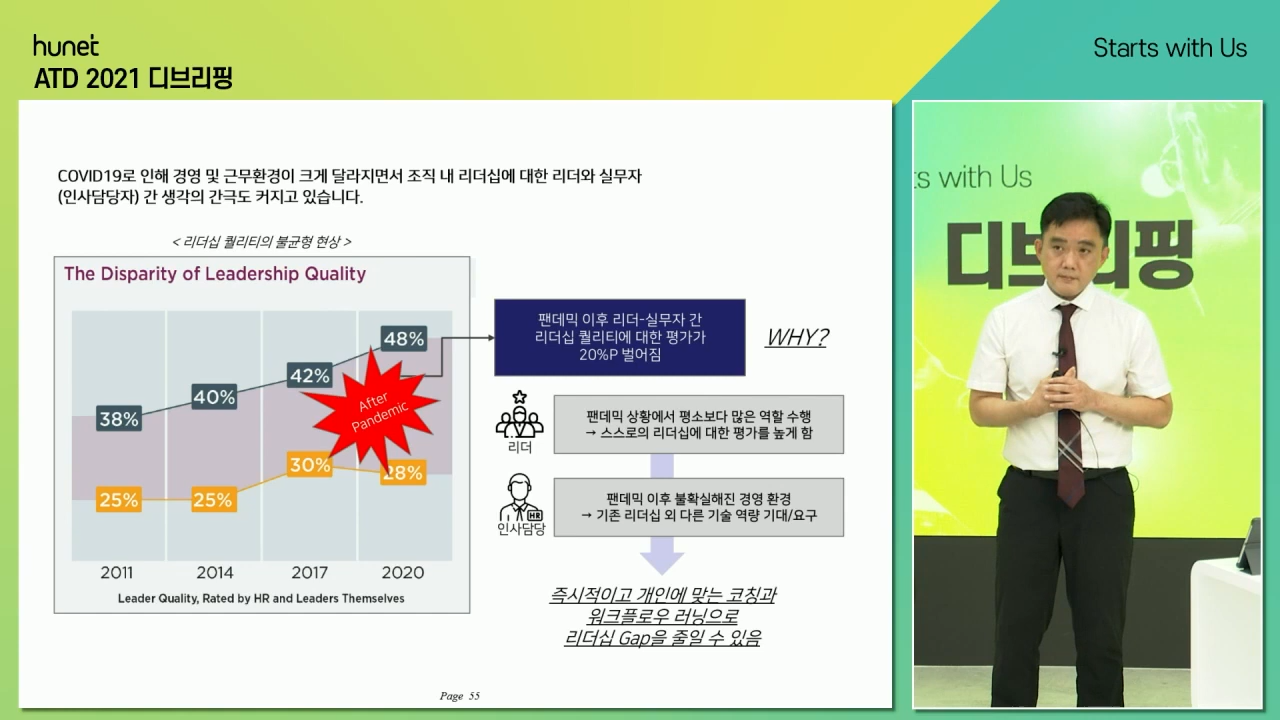 hunet
ATD 2021 디브리핑
Starts with Us
COVID19로 인해 경영 및 근무환경이 크게 달라지면서 조직 내 리더십에 대한 리더와 실무자
(인사담당자) 간 생각의 간극도 커지고 있습니다.
< 리더십 퀄리티의 불균형 현상 >
The Disparity of Leadership Quality
48%
42%
40%
38%
After
Pandemic
30%
28%
25%
25%
2011
2014
2017
2020
Leader Quality, Rated by HR and Leaders Themselves
팬데믹 이후 리더-실무자 간
리더십 퀄리티에 대한 평가가
20%P 벌어짐
WHY?
리더
팬데믹 상황에서 평소보다 많은 역할 수행
→ 스스로의 리더십에 대한 평가를 높게 함
HR
인사담당
팬데믹 이후 불확실해진 경영 환경
→ 기존 리더십 외 다른 기술 역량 기대/요구
즉시적이고 개인에 맞는 코칭과
워크플로우 러닝으로
리더십 Gap을 줄일 수 있음
Page 55
ts with Us
디브리핑